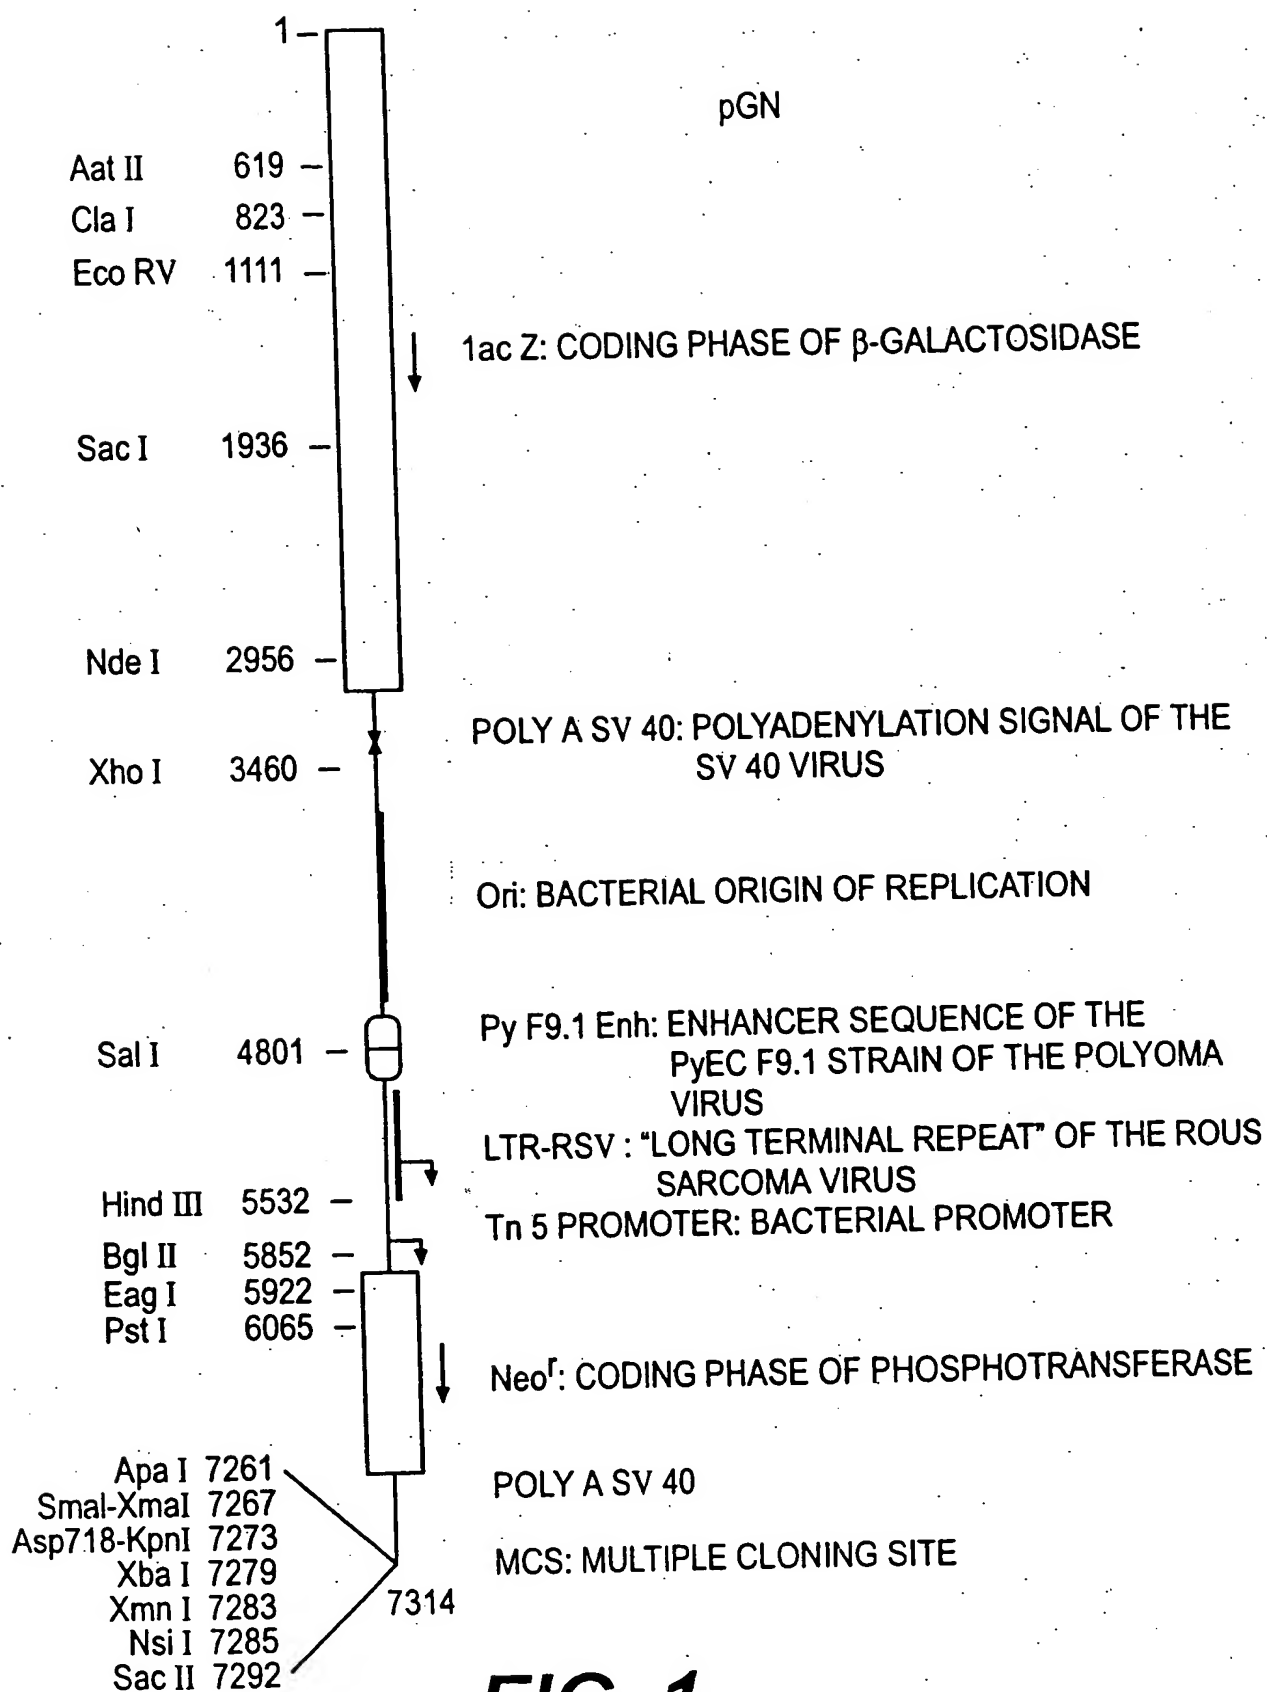 1
pGN
Aat II 619
Cla I 823
Eco RV 1111
1ac Z: CODING PHASE OF β-GALACTOSIDASE
Sac I 1936
Nde I 2956
POLY A SV 40: POLYADENYLATION SIGNAL OF THE
SV 40 VIRUS
Xho I 3460
Ori: BACTERIAL ORIGIN OF REPLICATION
Py F9.1 Enh: ENHANCER SEQUENCE OF THE
PyEC F9.1 STRAIN OF THE POLYOMA
VIRUS
Sal I 4801
LTR-RSV : "LONG TERMINAL REPEAT" OF THE ROUS
SARCOMA VIRUS
Hind III 5532
Tn 5 PROMOTER: BACTERIAL PROMOTER
Bgl II 5852
Eag I 5922
Pst I 6065
Neoʳ: CODING PHASE OF PHOSPHOTRANSFERASE
Apa I 7261
POLY A SV 40
SmaI-XmaI 7267
Asp718-KpnI 7273
MCS: MULTIPLE CLONING SITE
Xba I 7279
Xmn I 7283
7314
Nsi I 7285
Sac II 7292
FIG. 1